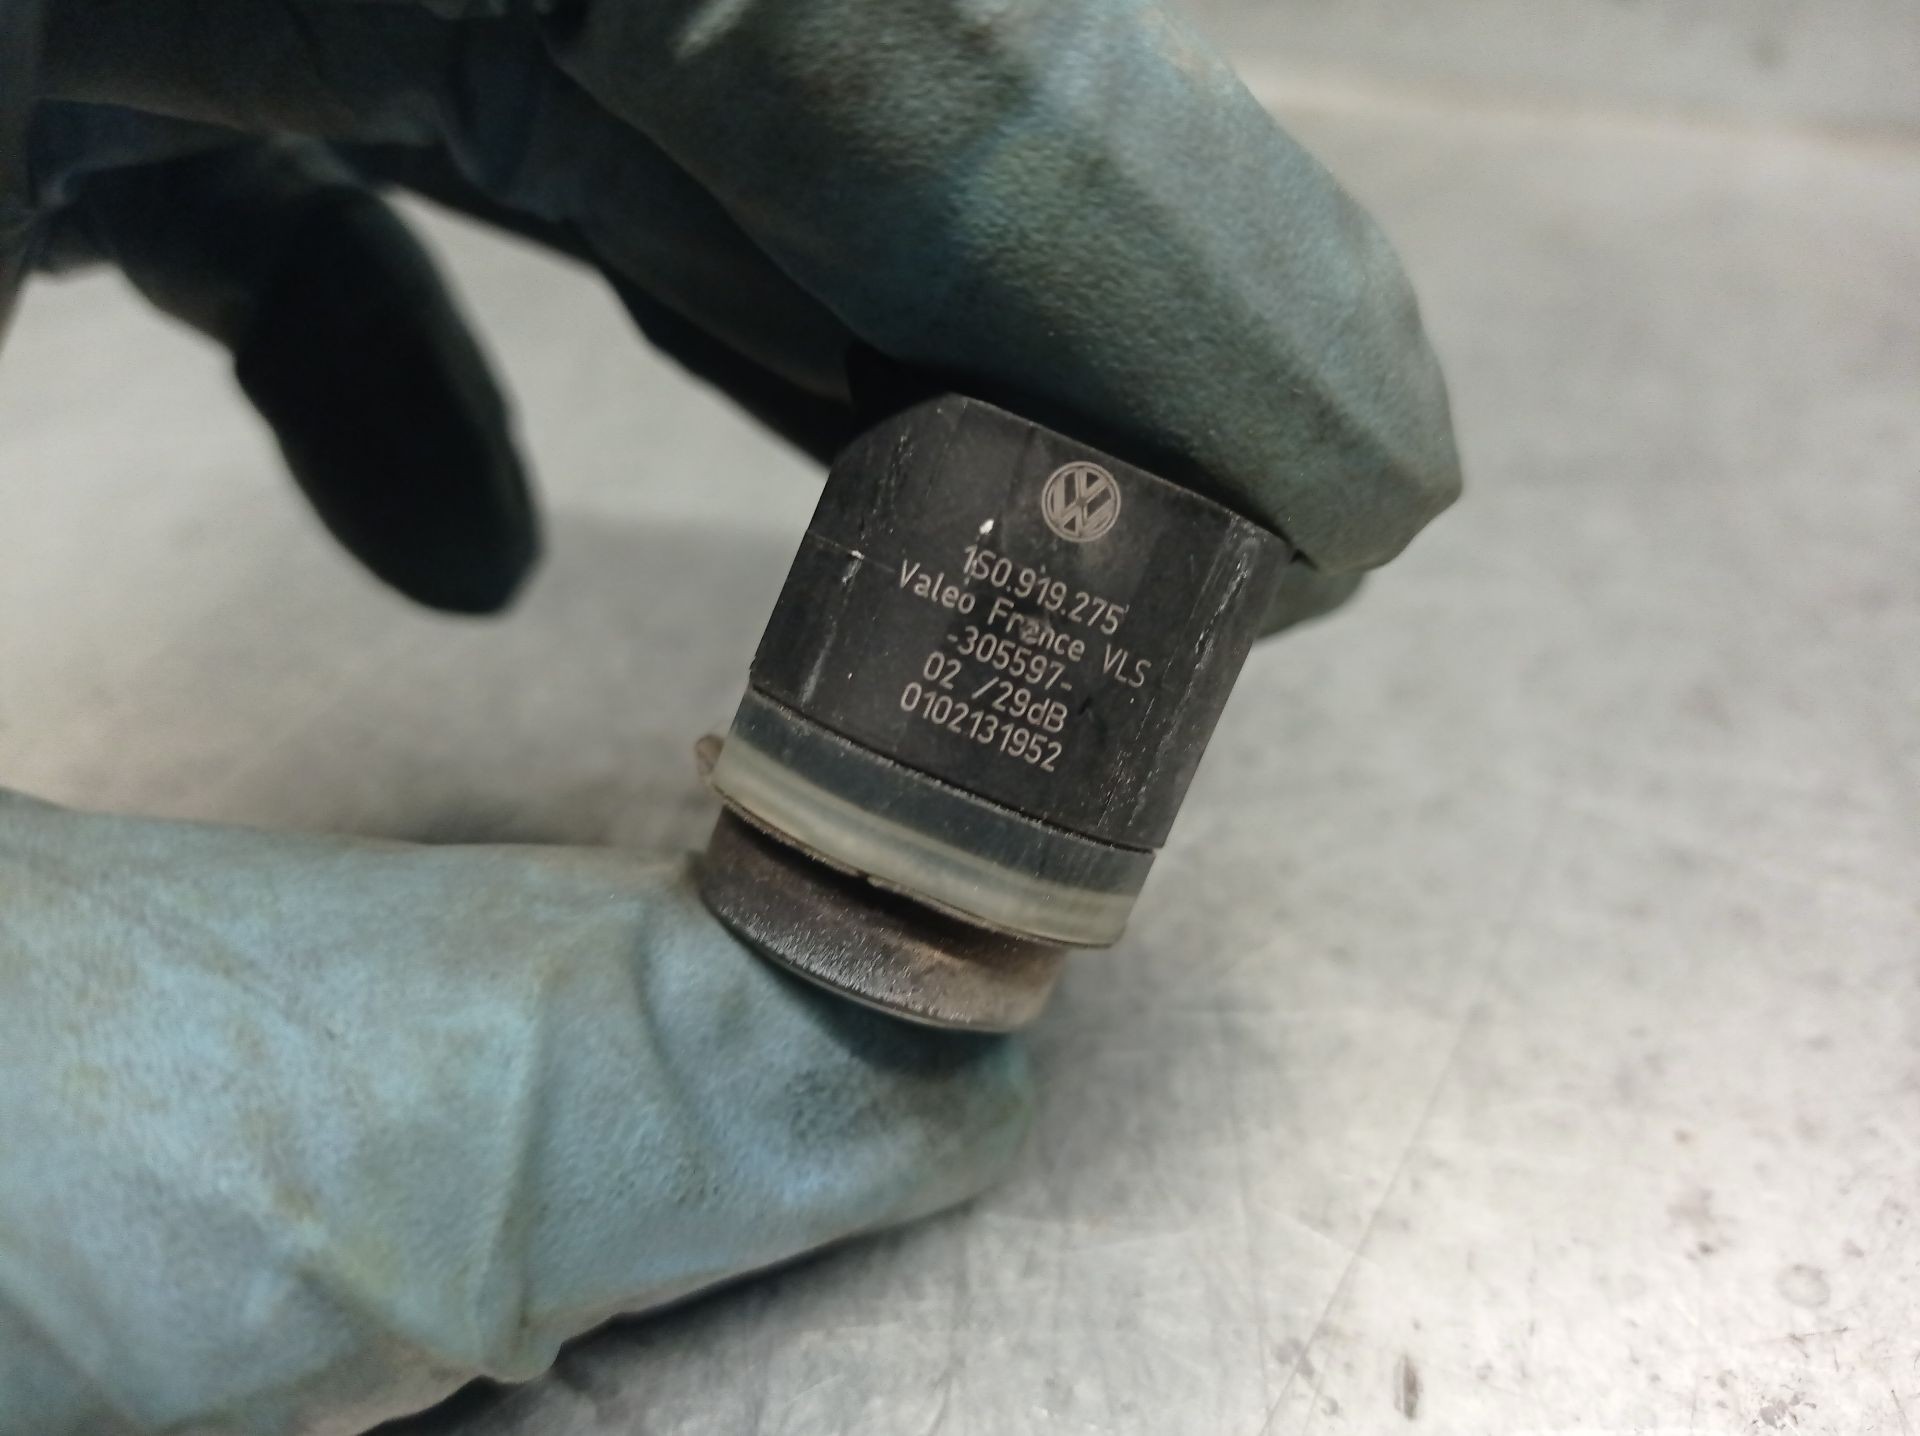 1S0.919.275
Valeo France VLS
-305597-
02 /29dB
0102131952